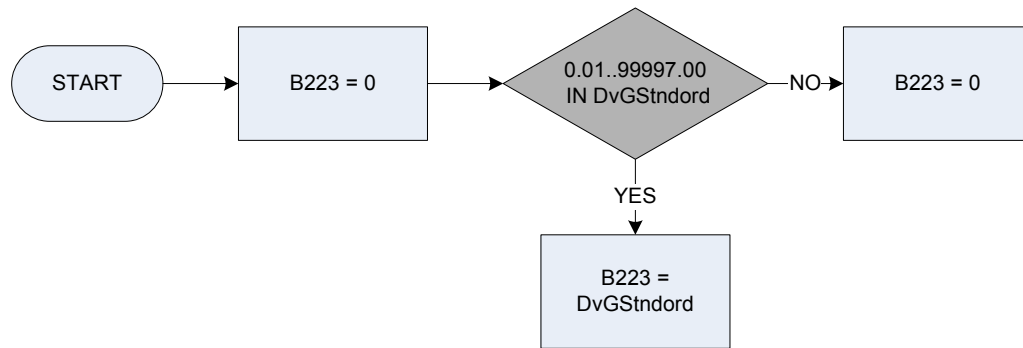 START
B223 = 0
0.01..99997.00
IN DvGStndord
NO
B223 = 0
YES
B223 =
DvGStndord